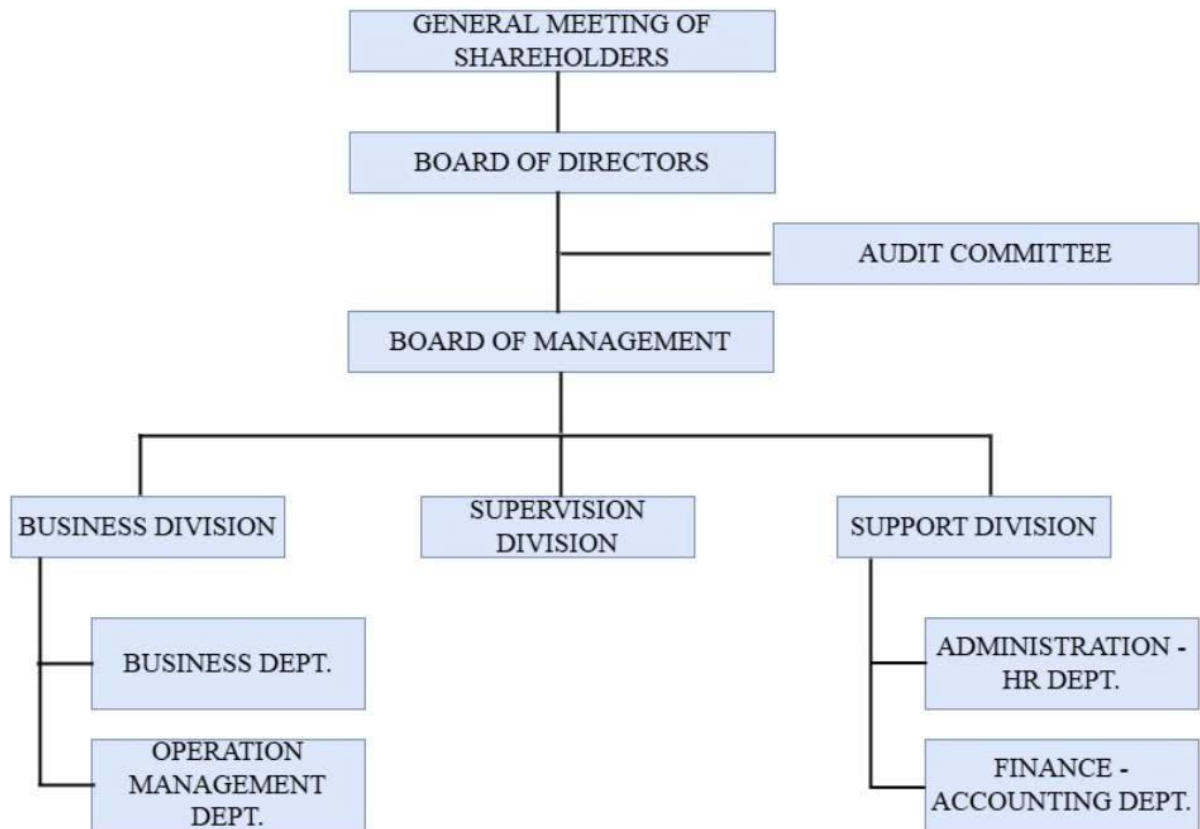 GENERAL MEETING OF
SHAREHOLDERS
BOARD OF DIRECTORS
AUDIT COMMITTEE
BOARD OF MANAGEMENT
BUSINESS DIVISION
SUPERVISION
DIVISION
SUPPORT DIVISION
BUSINESS DEPT.
ADMINISTRATION -
HR DEPT.
OPERATION
MANAGEMENT
DEPT.
FINANCE -
ACCOUNTING DEPT.